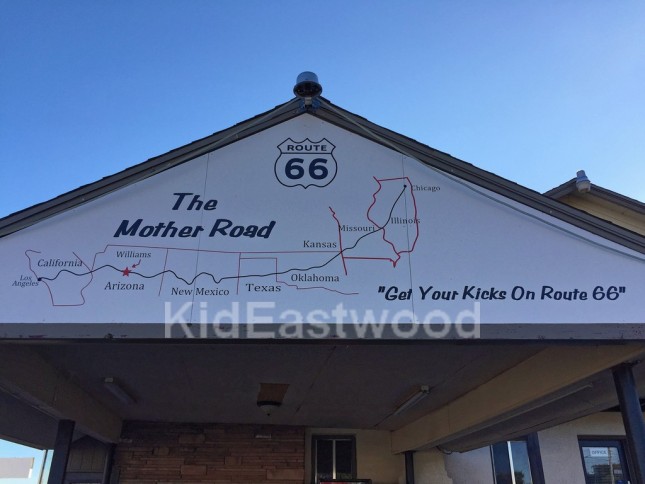 ROUTE
66
The
Mother Road
Chicago
Illinois
Missouri
Kansas
Williams
California
Los
Angeles
Arizona
New Mexico
Texas
Oklahoma
"Get Your Kicks On Route 66"
KidEastwood
OFFICE